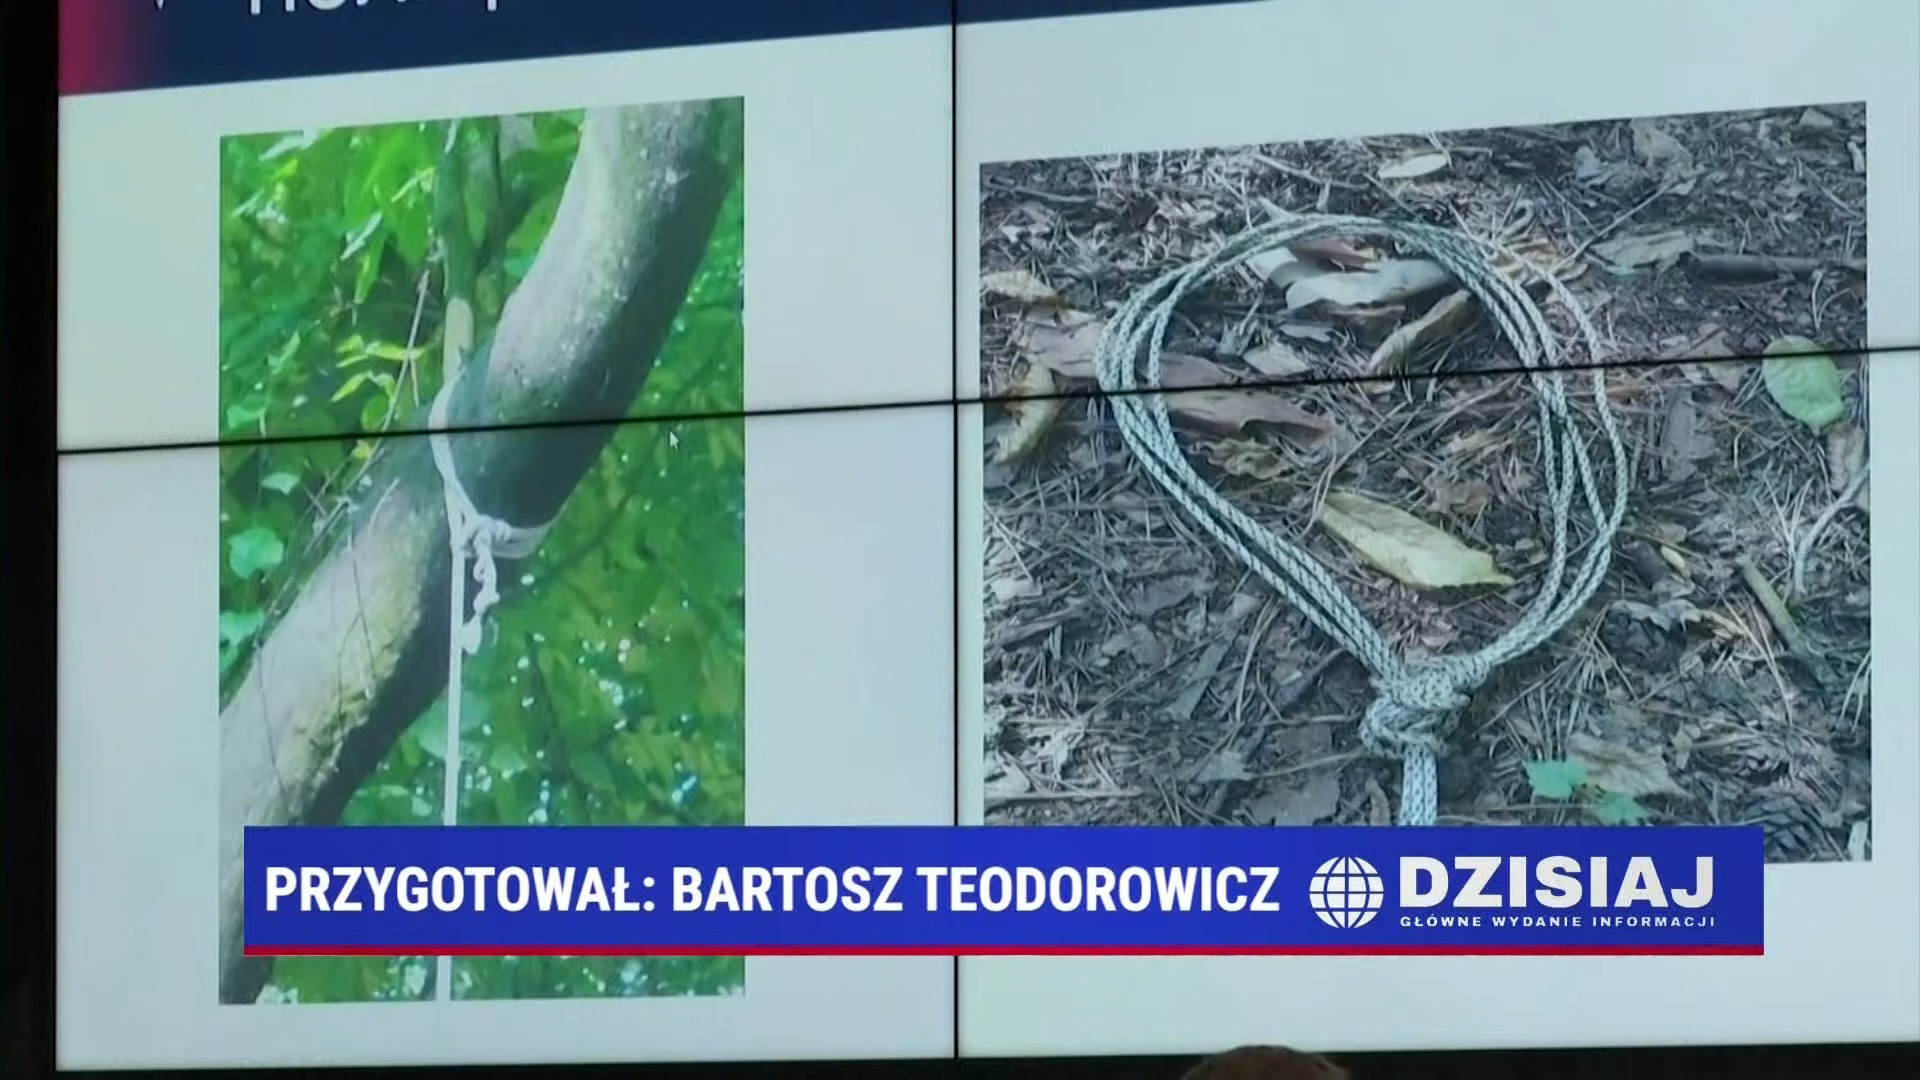 PRZYGOTOWAŁ: BARTOSZ TEODOROWICZ
DZISIAJ
GŁÓWNE WYDANIE INFORMACJI